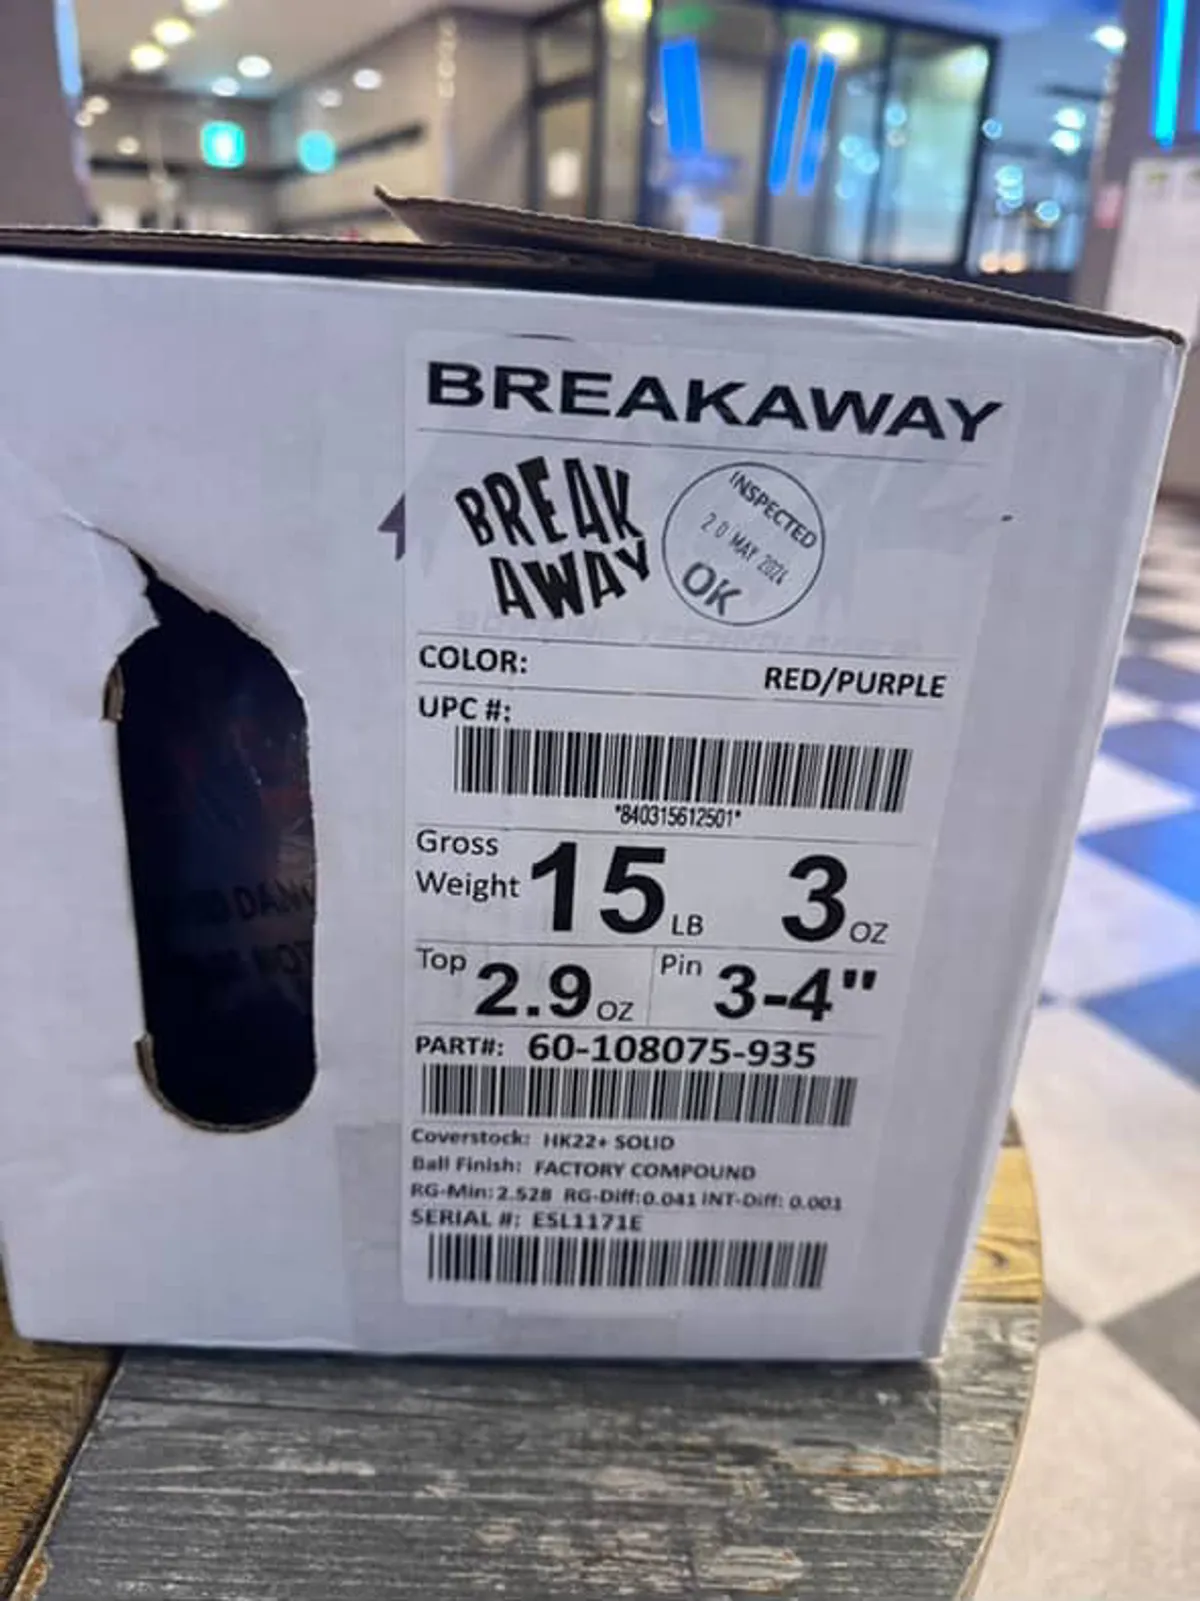 BREAKAWAY
BREAK
AWAY
INSPECTED
20 MAY 2024
OK
COLOR: RED/PURPLE
UPC #:
*840315612501*
Gross
Weight 15 LB 3 OZ
Top 2.9 OZ Pin 3-4"
PART#: 60-108075-935
Coverstock: HK22+ SOLID
Ball Finish: FACTORY COMPOUND
RG-Min: 2.528 RG-Diff: 0.041 INT-Diff: 0.001
SERIAL #: ESL1171E